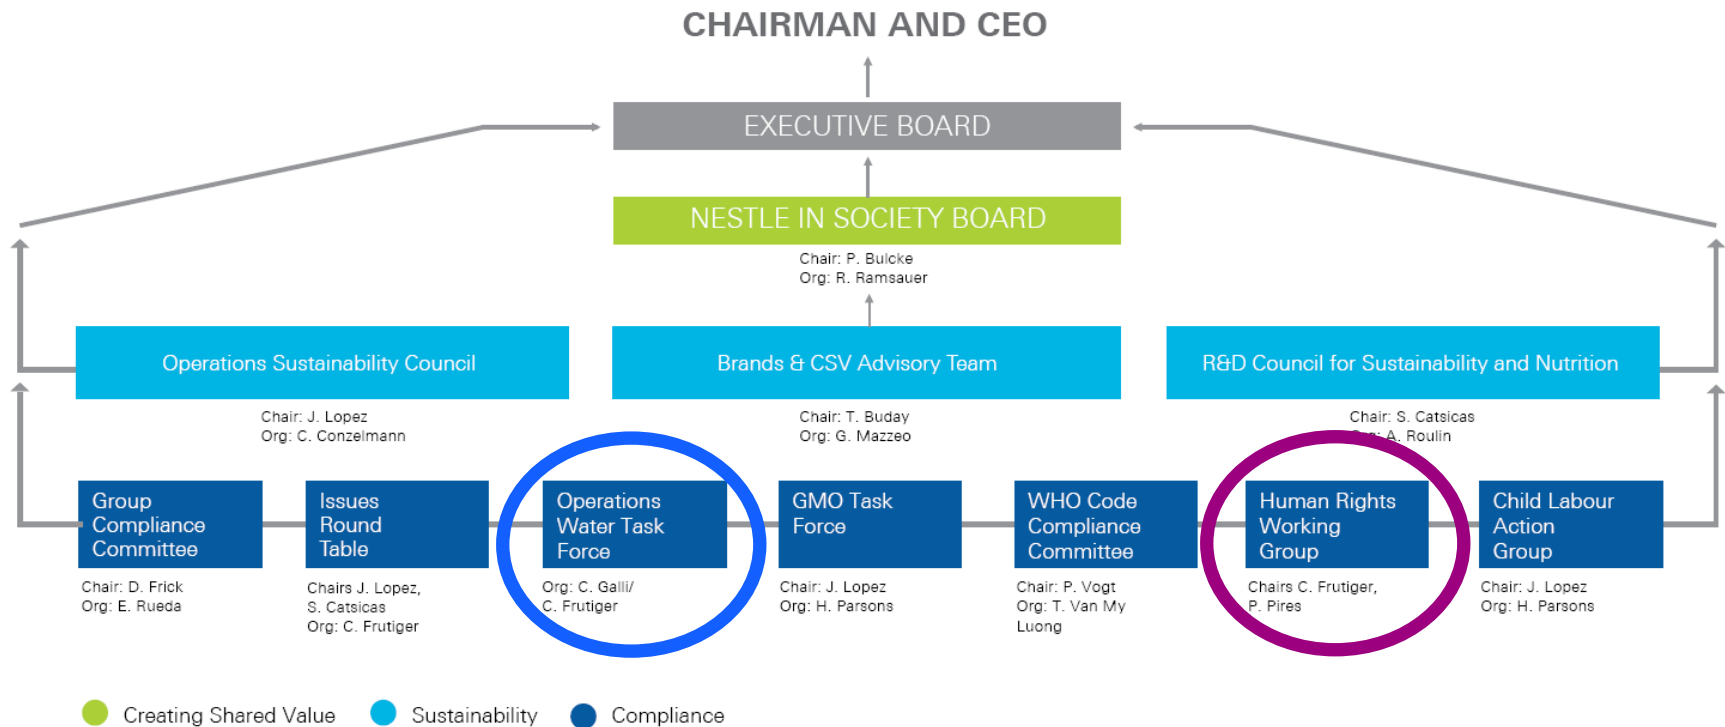 CHAIRMAN AND CEO
EXECUTIVE BOARD
NESTLE IN SOCIETY BOARD
Chair: P. Bulcke
Org: R. Ramsauer
Operations Sustainability Council
Chair: J. Lopez
Org: C. Conzelmann
Brands & CSV Advisory Team
Chair: T. Buday
Org: G. Mazzeo
R&D Council for Sustainability and Nutrition
Chair: S. Catsicas
Org: A. Roulin
Group
Compliance
Committee
Chair: D. Frick
Org: E. Rueda
Issues
Round
Table
Chairs J. Lopez,
S. Catsicas
Org: C. Frutiger
Operations
Water Task
Force
Org: C. Galli/
C. Frutiger
GMO Task
Force
Chair: J. Lopez
Org: H. Parsons
WHO Code
Compliance
Committee
Chair: P. Vogt
Org: T. Van My
Luong
Human Rights
Working
Group
Chairs C. Frutiger,
P. Pires
Child Labour
Action
Group
Chair: J. Lopez
Org: H. Parsons
Creating Shared Value
Sustainability
Compliance